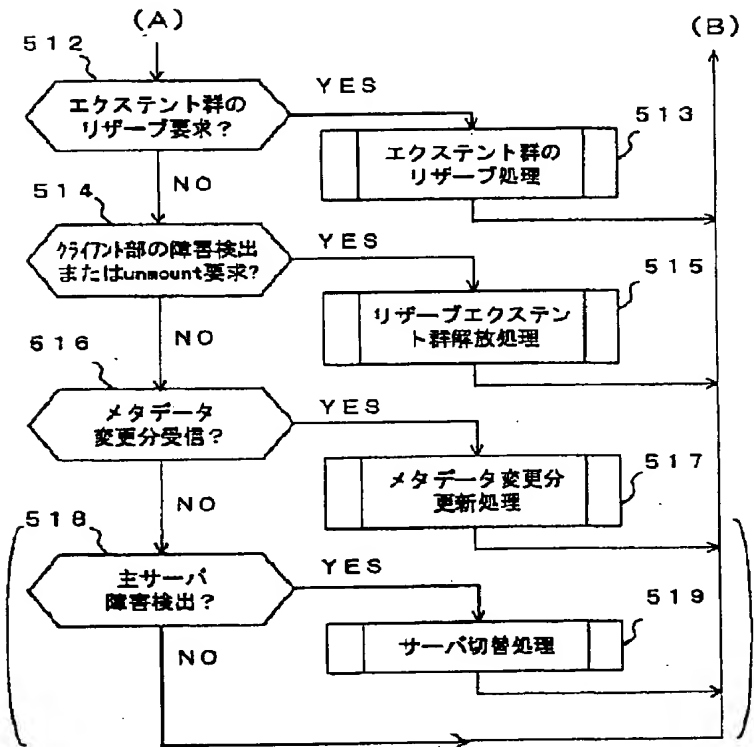 (A)
(B)
５１２
エクステント群の
リザーブ要求？
ＹＥＳ
５１３
エクステント群の
リザーブ処理
ＮＯ
５１４
クライアント部の障害検出
またはunmount要求？
ＹＥＳ
５１５
リザーブエクステン
ト群解放処理
ＮＯ
５１６
メタデータ
変更分受信？
ＹＥＳ
５１７
メタデータ変更分
更新処理
ＮＯ
５１８
主サーバ
障害検出？
ＹＥＳ
５１９
サーバ切替処理
ＮＯ